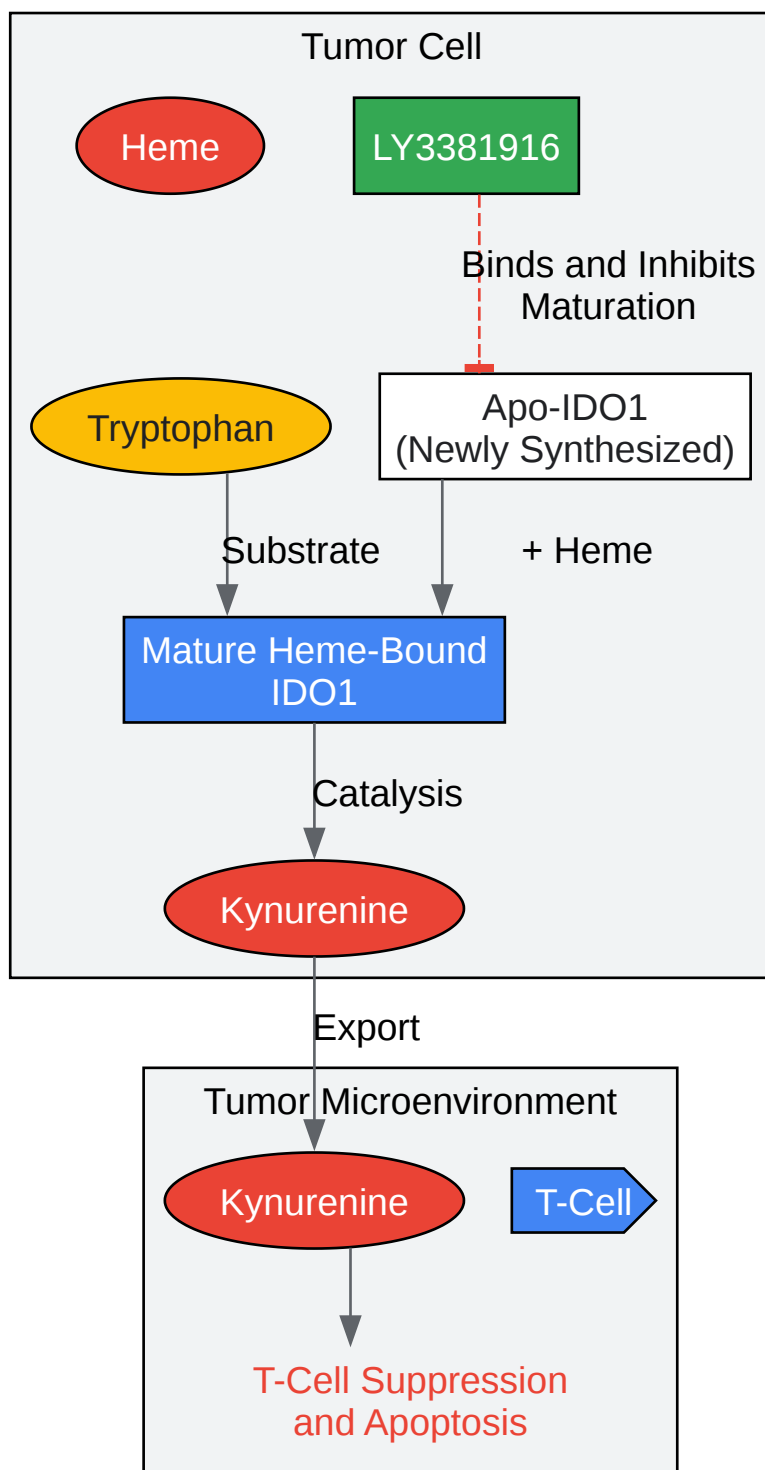 Tumor Cell
Heme
LY3381916
Binds and Inhibits
Maturation
Tryptophan
Apo-IDO1
(Newly Synthesized)
Substrate
+ Heme
Mature Heme-Bound
IDO1
Catalysis
Kynurenine
Export
Tumor Microenvironment
Kynurenine
T-Cell
T-Cell Suppression
and Apoptosis